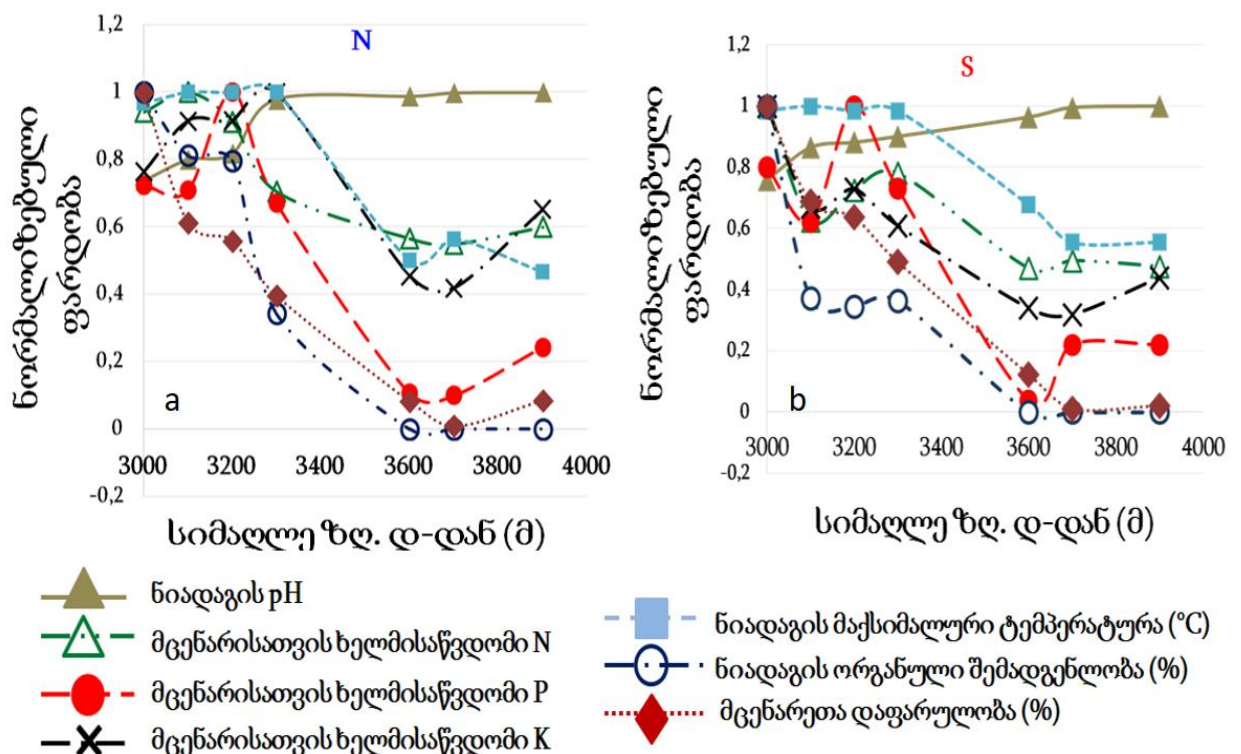 N
ნორმალიზებული
ფარდობა
1,2
1
0,8
0,6
0,4
0,2
0
-0,2
a
3000 3200 3400 3600 3800 4000
სიმაღლე ზღ. დ-დან (მ)
S
ნორმალიზებული
ფარდობა
1,2
1
0,8
0,6
0,4
0,2
0
-0,2
b
3000 3200 3400 3600 3800 4000
სიმაღლე ზღ. დ-დან (მ)
ნიადაგის pH
მცენარისათვის ხელმისაწვდომი N
მცენარისათვის ხელმისაწვდომი P
მცენარისათვის ხელმისაწვდომი K
ნიადაგის მაქსიმალური ტემპერატურა (°C)
ნიადაგის ორგანული შემადგენლობა (%)
მცენარეთა დაფარულობა (%)